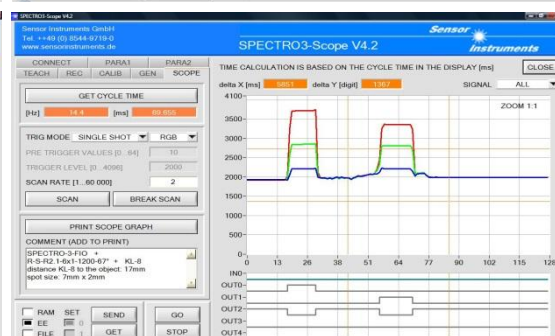 SPECTRO3-Scope V4.2
Sensor Instruments GmbH
Tel. ++49 (0) 8544-9719-0
www.sensorinstruments.de
SPECTRO3-Scope V4.2
Sensor
Instruments
CONNECT PARA1 PARA2
TEACH REC CALIB GEN SCOPE
GET CYCLE TIME
[Hz] 14.4 [ms]
TRIG MODE SINGLE SHOT RGB
PRE TRIGGER VALUES [0..64] 10
TRIGGER LEVEL [0..4096] 2000
SCAN RATE [1...60 000] 2
SCAN BREAK SCAN
PRINT SCOPE GRAPH
COMMENT (ADD TO PRINT)
SPECTRO-3-FIO + 
R-S-R2.1-6x1-1200-67° + KL-8
distance KL-8 to the object: 17mm
spot size: 7mm x 2mm
RAM SET SEND GO
EE 0
FILE 1 GET STOP
TIME CALCULATION IS BASED ON THE CYCLE TIME IN THE DISPLAY [ms] CLOSE
delta X [ms] 5851 delta Y [digit] 1367 SIGNAL ALL
ZOOM 1:1
4100
3500
3000
2500
2000
1500
1000
500
0
0 13 26 38 51 64 77 90 102 115 128
IN0
OUT0
OUT1
OUT2
OUT3
OUT4